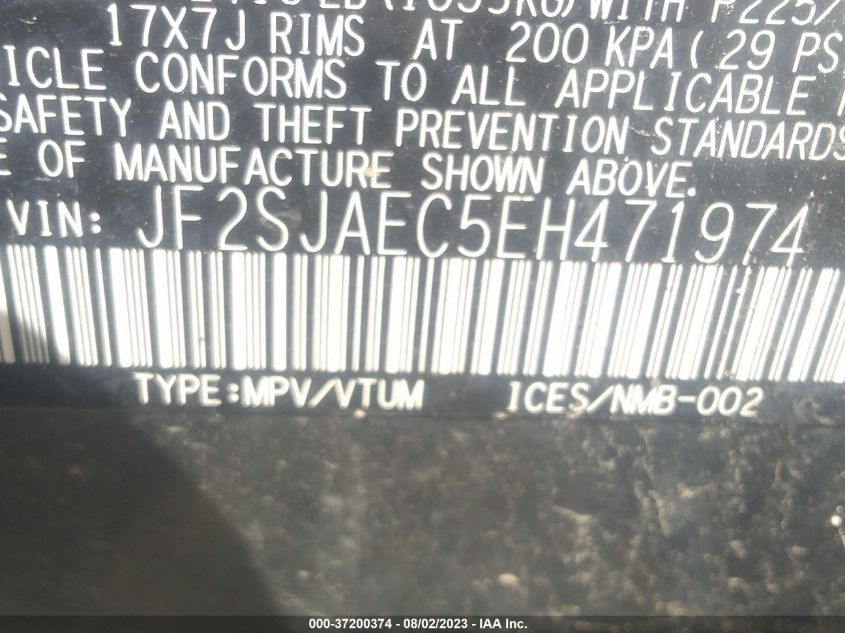 17X7J RIMS AT 200 KPA( 29 PS
ICLE CONFORMS TO ALL APPLICABLE
SAFETY AND THEFT PREVENTION STANDARDS
E OF MANUFACTURE SHOWN ABOVE.
VIN: JF2SJAEC5EH471974
TYPE:MPV/VTUM ICES/NMB-002
000-37200374 - 08/02/2023 - IAA Inc.